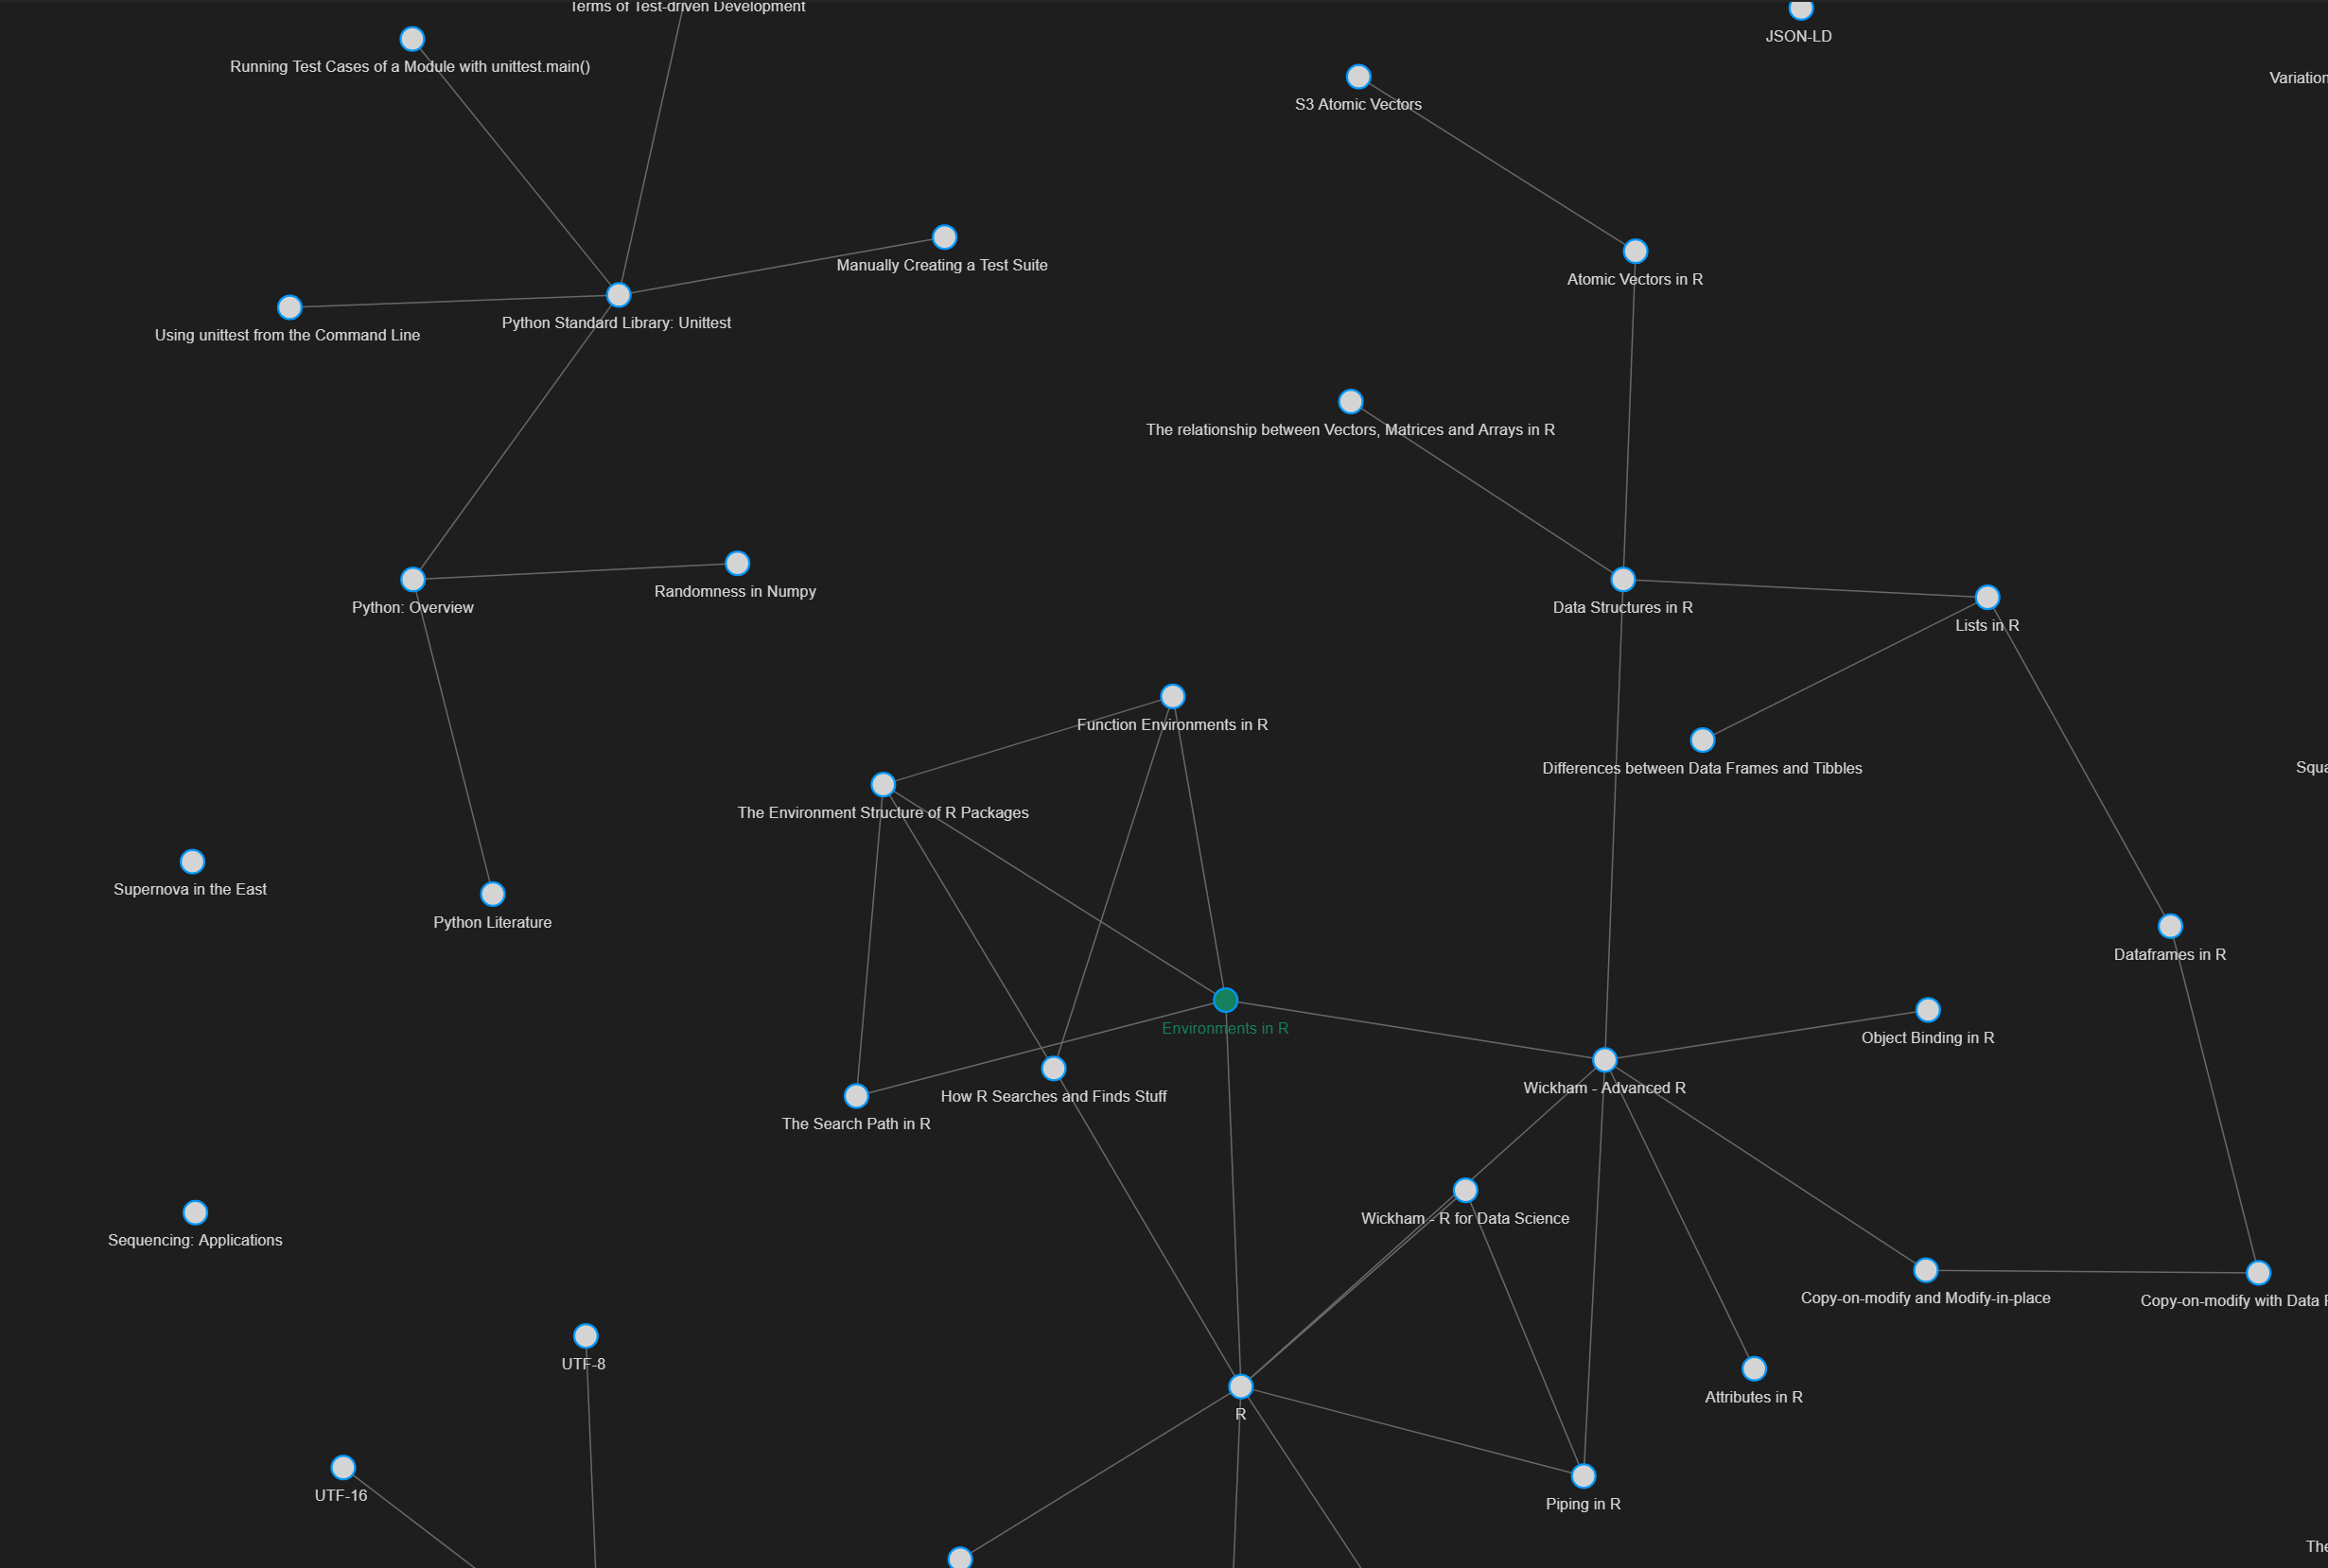 Terms of Test-driven Development
JSON-LD
Running Test Cases of a Module with unittest.main()
Variation
S3 Atomic Vectors
Manually Creating a Test Suite
Atomic Vectors in R
Python Standard Library: Unittest
Using unittest from the Command Line
The relationship between Vectors, Matrices and Arrays in R
Randomness in Numpy
Python: Overview
Data Structures in R
Lists in R
Function Environments in R
Differences between Data Frames and Tibbles
Squa
The Environment Structure of R Packages
Supernova in the East
Python Literature
Dataframes in R
Environments in R
Object Binding in R
Wickham - Advanced R
How R Searches and Finds Stuff
The Search Path in R
Wickham - R for Data Science
Sequencing: Applications
Copy-on-modify and Modify-in-place
Copy-on-modify with Data
UTF-8
Attributes in R
R
UTF-16
Piping in R
The